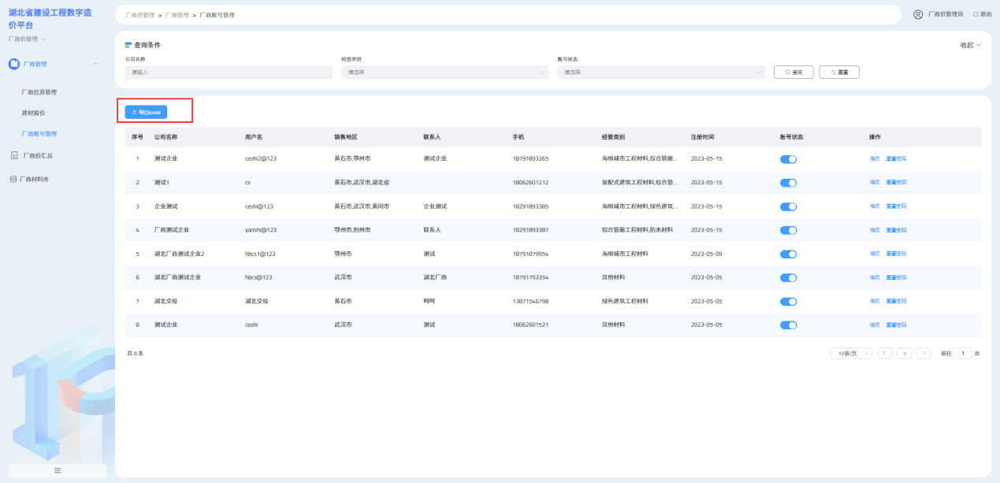 湖北省建设工程数字造
价平台
厂商价管理
厂商价管理 > 厂商管理 > 厂商账号管理
厂商价管理员 退出
厂商管理
厂商信息管理
建材报价
厂商账号管理
厂商价汇总
厂商材料库
查询条件 收起
公司名称 经营类别 账号状态
请输入 请选择 请选择 查询 重置
导出excel
序号 公司名称 用户名 销售地区 联系人 手机 经营类别 注册时间 账号状态 操作
1 测试企业 ceshi2@123 黄石市,鄂州市 测试企业 18791893365 海绵城市工程材料,综合管廊... 2023-05-15 修改 重置密码
2 测试1 cs 黄石市,武汉市,湖北省 18062601212 装配式建筑工程材料,综合管... 2023-05-15 修改 重置密码
3 企业测试 ceshi@123 黄石市,武汉市,黄冈市 企业测试 18291893385 海绵城市工程材料,绿色建筑... 2023-05-15 修改 重置密码
4 厂商测试企业 yanshi@123 鄂州市,荆州市 联系人 18291893387 综合管廊工程材料,防水材料 2023-05-15 修改 重置密码
5 湖北厂商测试企业2 hbcs1@123 鄂州市 测试 18791879954 海绵城市工程材料 2023-05-09 修改 重置密码
6 湖北厂商测试企业 hbcs@123 武汉市 湖北厂商 18791793354 其他材料 2023-05-05 修改 重置密码
7 湖北交投 湖北交投 黄石市 呵呵 13871546798 绿色建筑工程材料 2023-05-05 修改 重置密码
8 测试企业 ceshi 武汉市 测试 18062601521 其他材料 2023-05-05 修改 重置密码
共 8 条 10条/页 < 1 > 前往 1 页